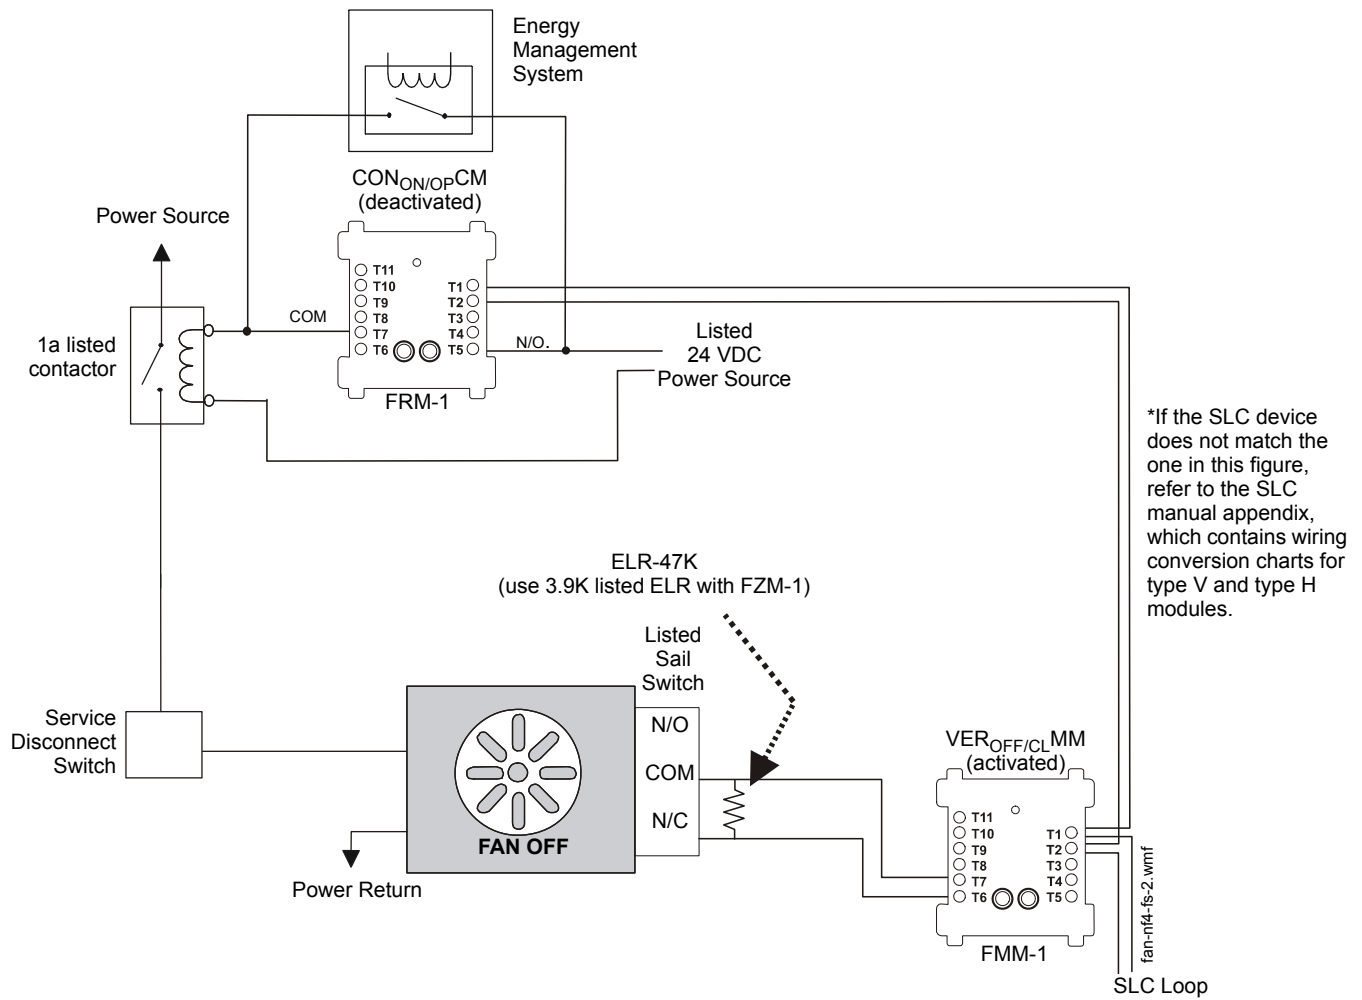 Energy
Management
System
CONON/OPCM
(deactivated)
Power Source
T11
T10
T9
T8
T7
T6
T1
T2
T3
T4
T5
COM
N/O.
FRM-1
1a listed
contactor
Listed
24 VDC
Power Source
*If the SLC device
does not match the
one in this figure,
refer to the SLC
manual appendix,
which contains wiring
conversion charts for
type V and type H
modules.
ELR-47K
(use 3.9K listed ELR with FZM-1)
Listed
Sail
Switch
N/O
COM
N/C
Service
Disconnect
Switch
FAN OFF
Power Return
VEROFF/CLMM
(activated)
T11
T10
T9
T8
T7
T6
T1
T2
T3
T4
T5
FMM-1
fan-nf4-fs-2.wmf
SLC Loop